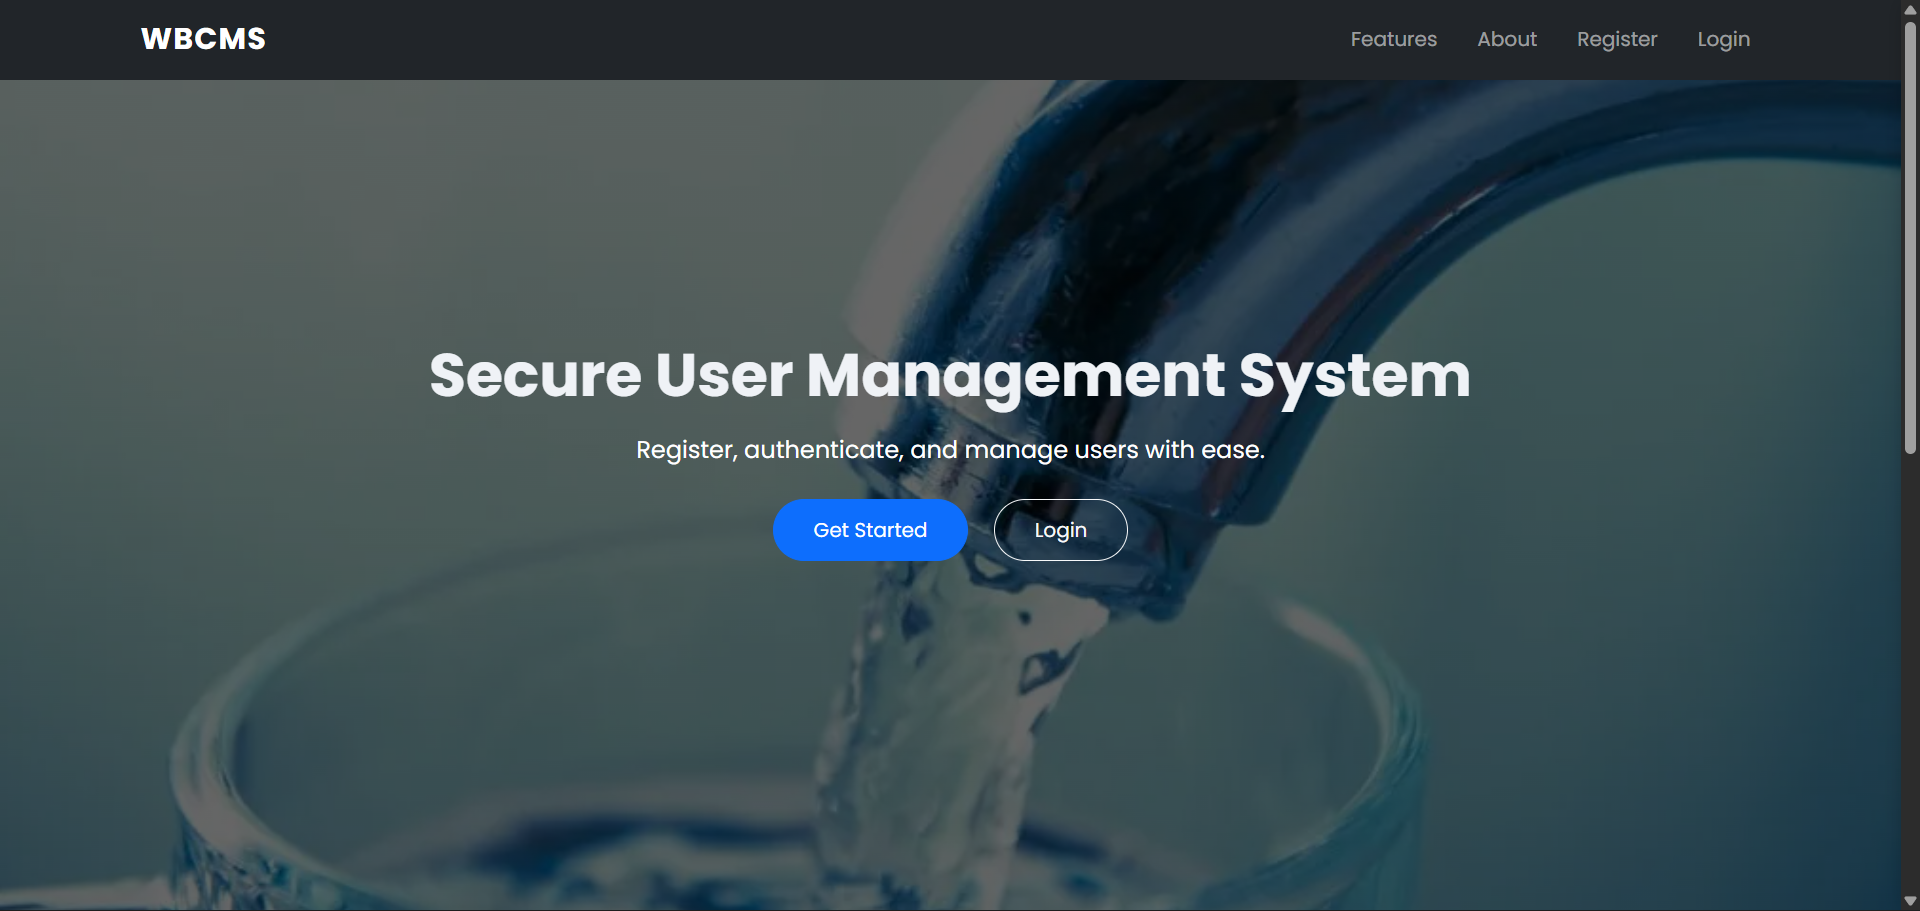 WBCMS
Features About Register Login
Secure User Management System
Register, authenticate, and manage users with ease.
Get Started Login